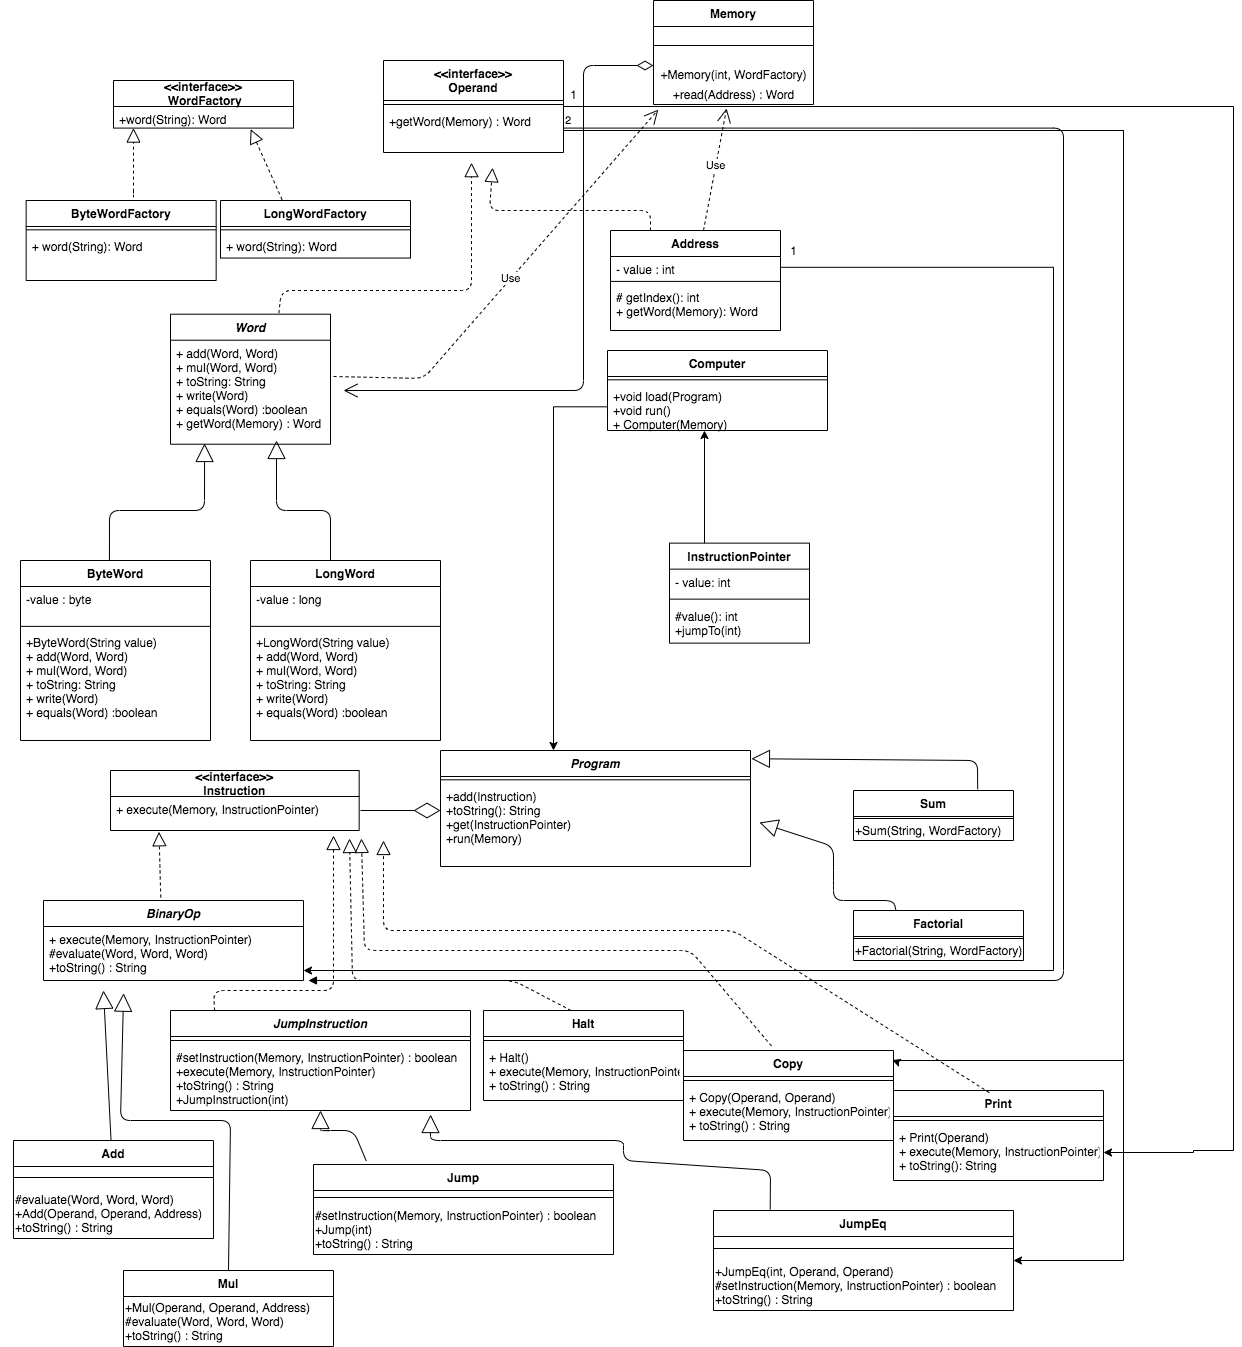 Memory
+Memory(int, WordFactory)
+read(Address) : Word
<<interface>>
Operand
+getWord(Memory) : Word
1
2
<<interface>>
WordFactory
+word(String): Word
Use
ByteWordFactory
+ word(String): Word
LongWordFactory
+ word(String): Word
Address
- value : int
# getIndex(): int
+ getWord(Memory): Word
1
Use
Word
+ add(Word, Word)
+ mul(Word, Word)
+ toString: String
+ write(Word)
+ equals(Word) :boolean
+ getWord(Memory) : Word
Computer
+void load(Program)
+void run()
+ Computer(Memory)
InstructionPointer
- value: int
#value(): int
+jumpTo(int)
ByteWord
-value : byte
+ByteWord(String value)
+ add(Word, Word)
+ mul(Word, Word)
+ toString: String
+ write(Word)
+ equals(Word) :boolean
LongWord
-value : long
+LongWord(String value)
+ add(Word, Word)
+ mul(Word, Word)
+ toString: String
+ write(Word)
+ equals(Word) :boolean
Program
+add(Instruction)
+toString(): String
+get(InstructionPointer)
+run(Memory)
<<interface>>
Instruction
+ execute(Memory, InstructionPointer)
Sum
+Sum(String, WordFactory)
Factorial
+Factorial(String, WordFactory)
BinaryOp
+ execute(Memory, InstructionPointer)
#evaluate(Word, Word, Word)
+toString() : String
JumpInstruction
#setInstruction(Memory, InstructionPointer) : boolean
+execute(Memory, InstructionPointer)
+toString() : String
+JumpInstruction(int)
Halt
+ Halt()
+ execute(Memory, InstructionPointe
+ toString() : String
Copy
+ Copy(Operand, Operand)
+ execute(Memory, InstructionPointer)
+ toString() : String
Print
+ Print(Operand)
+ execute(Memory, InstructionPointer)
+ toString(): String
Add
#evaluate(Word, Word, Word)
+Add(Operand, Operand, Address)
+toString() : String
Jump
#setInstruction(Memory, InstructionPointer) : boolean
+Jump(int)
+toString() : String
JumpEq
+JumpEq(int, Operand, Operand)
#setInstruction(Memory, InstructionPointer) : boolean
+toString() : String
Mul
+Mul(Operand, Operand, Address)
#evaluate(Word, Word, Word)
+toString() : String